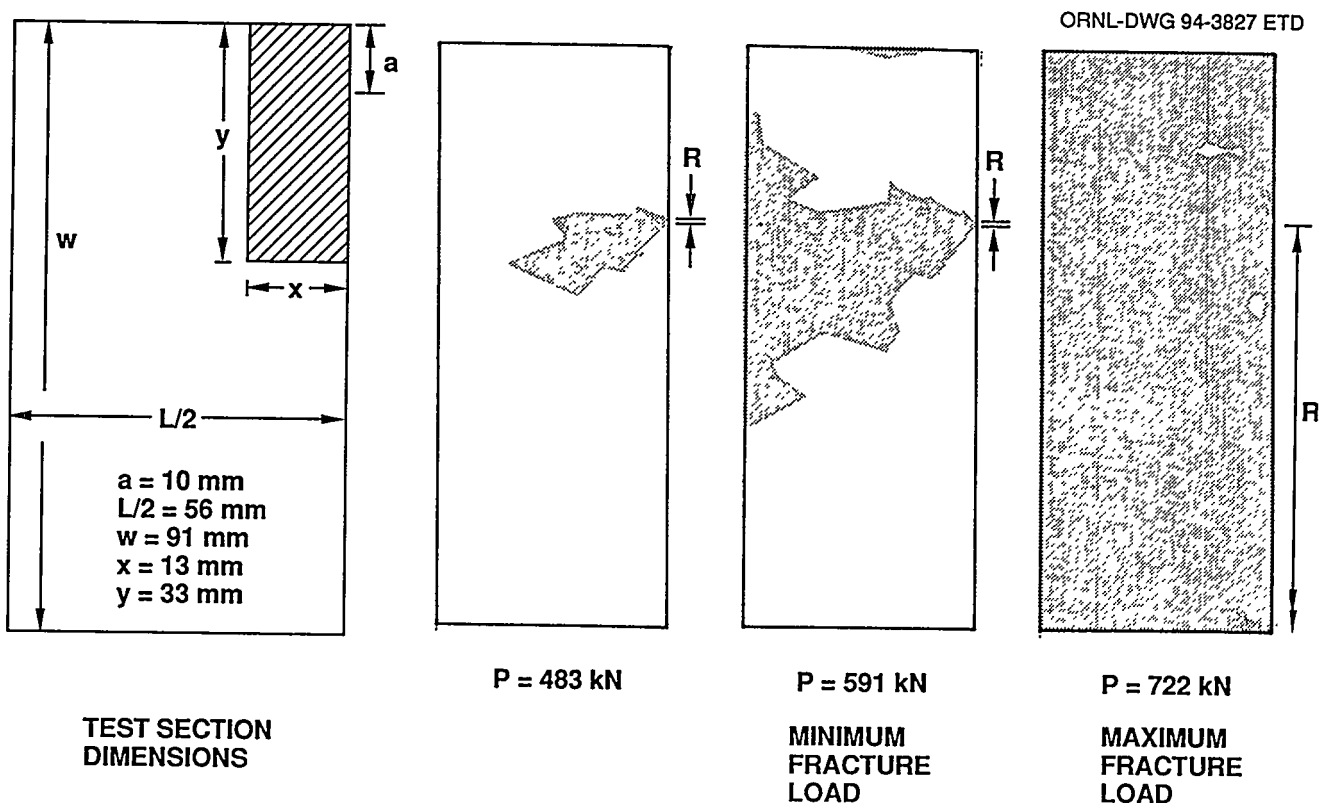 ORNL-DWG 94-3827 ETD
a
y
w
x
L/2
a = 10 mm
L/2 = 56 mm
w = 91 mm
x = 13 mm
y = 33 mm
TEST SECTION
DIMENSIONS
R
P = 483 kN
R
P = 591 kN
MINIMUM
FRACTURE
LOAD
R
P = 722 kN
MAXIMUM
FRACTURE
LOAD